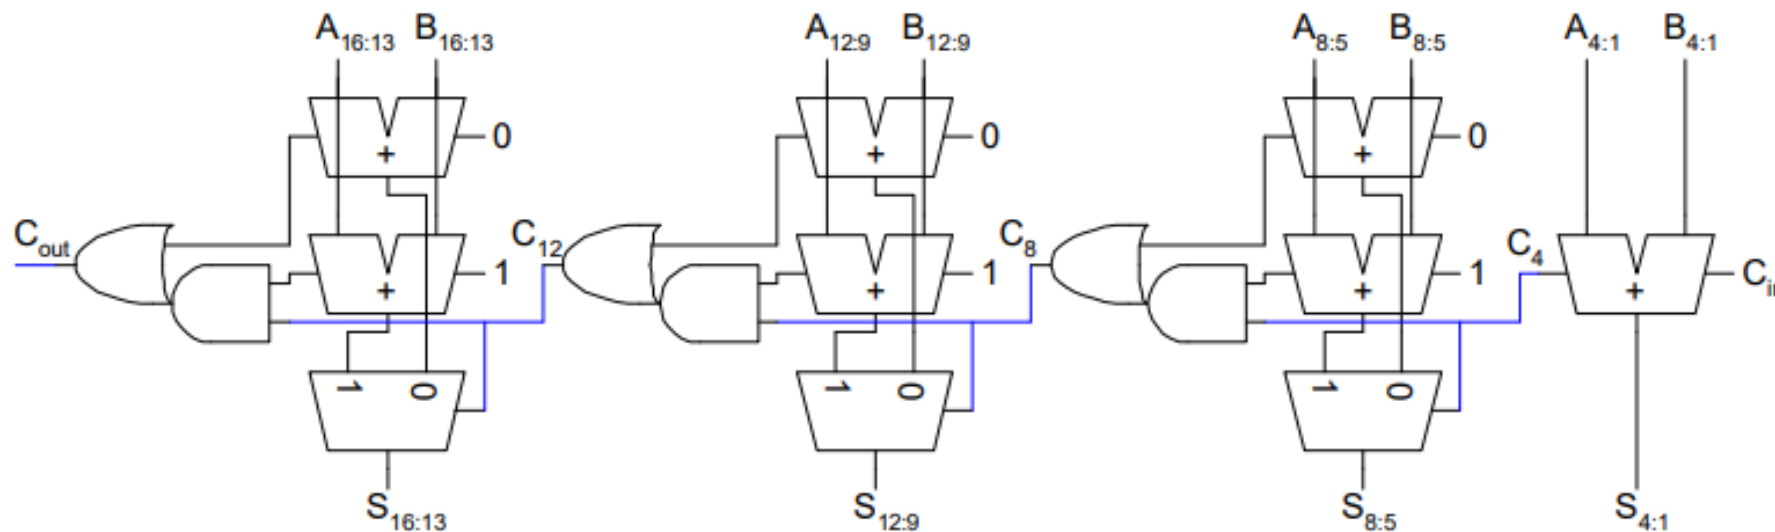 A16:13 B16:13 A12:9 B12:9 A8:5 B8:5 A4:1 B4:1
0 0 0
+ + +
Cout C12 C8 C4
1 1 1 Cin
+ + + +
1 0 1 0 1 0
S16:13 S12:9 S8:5 S4:1